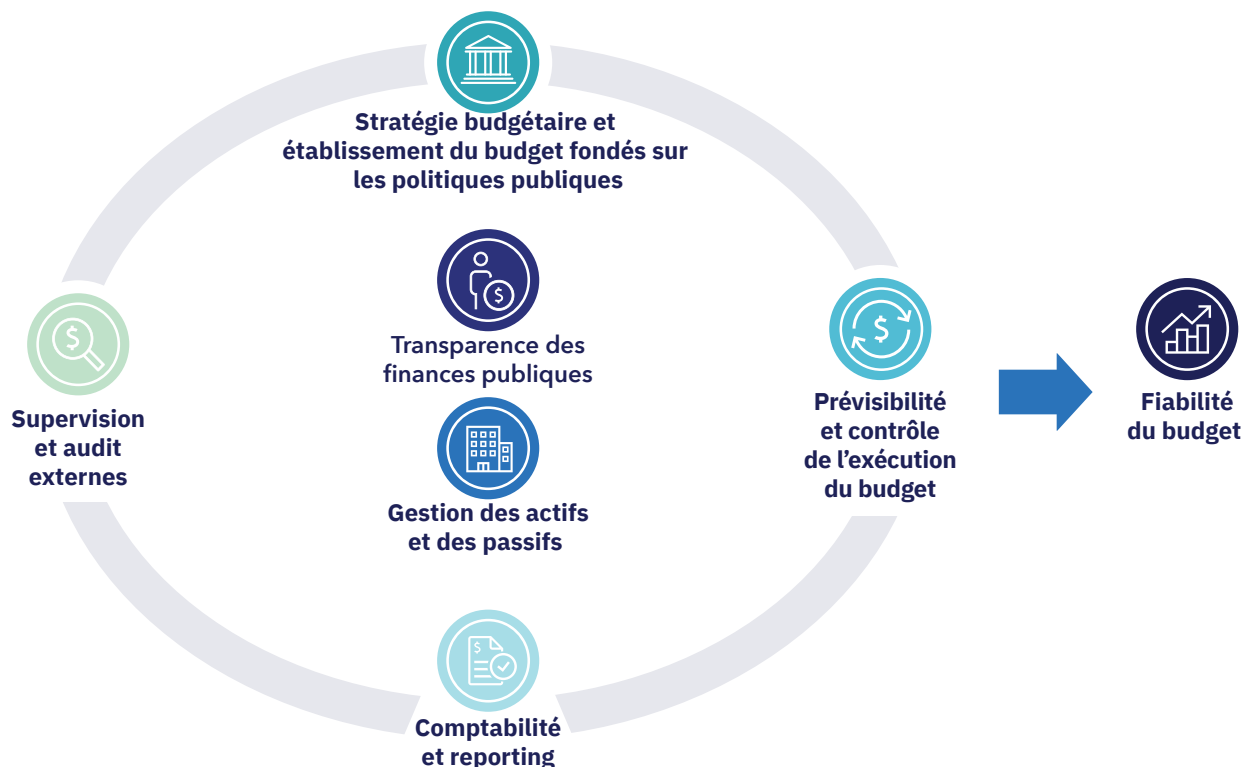 Stratégie budgétaire et
établissement du budget fondés sur
les politiques publiques
$
Transparence des
finances publiques
$
Supervision
et audit
externes
$
Prévisibilité
et contrôle
de l’exécution
du budget
Fiabilité
du budget
Gestion des actifs
et des passifs
$
Comptabilité
et reporting